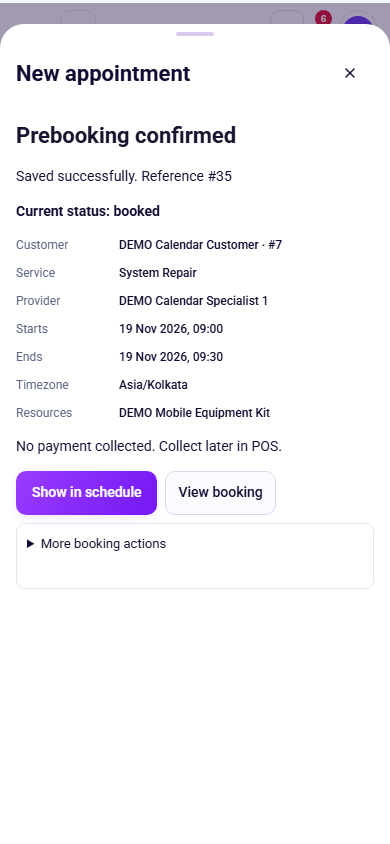 6
New appointment
×
Prebooking confirmed
Saved successfully. Reference #35
Current status: booked
Customer DEMO Calendar Customer · #7
Service System Repair
Provider DEMO Calendar Specialist 1
Starts 19 Nov 2026, 09:00
Ends 19 Nov 2026, 09:30
Timezone Asia/Kolkata
Resources DEMO Mobile Equipment Kit
No payment collected. Collect later in POS.
Show in schedule View booking
▶ More booking actions